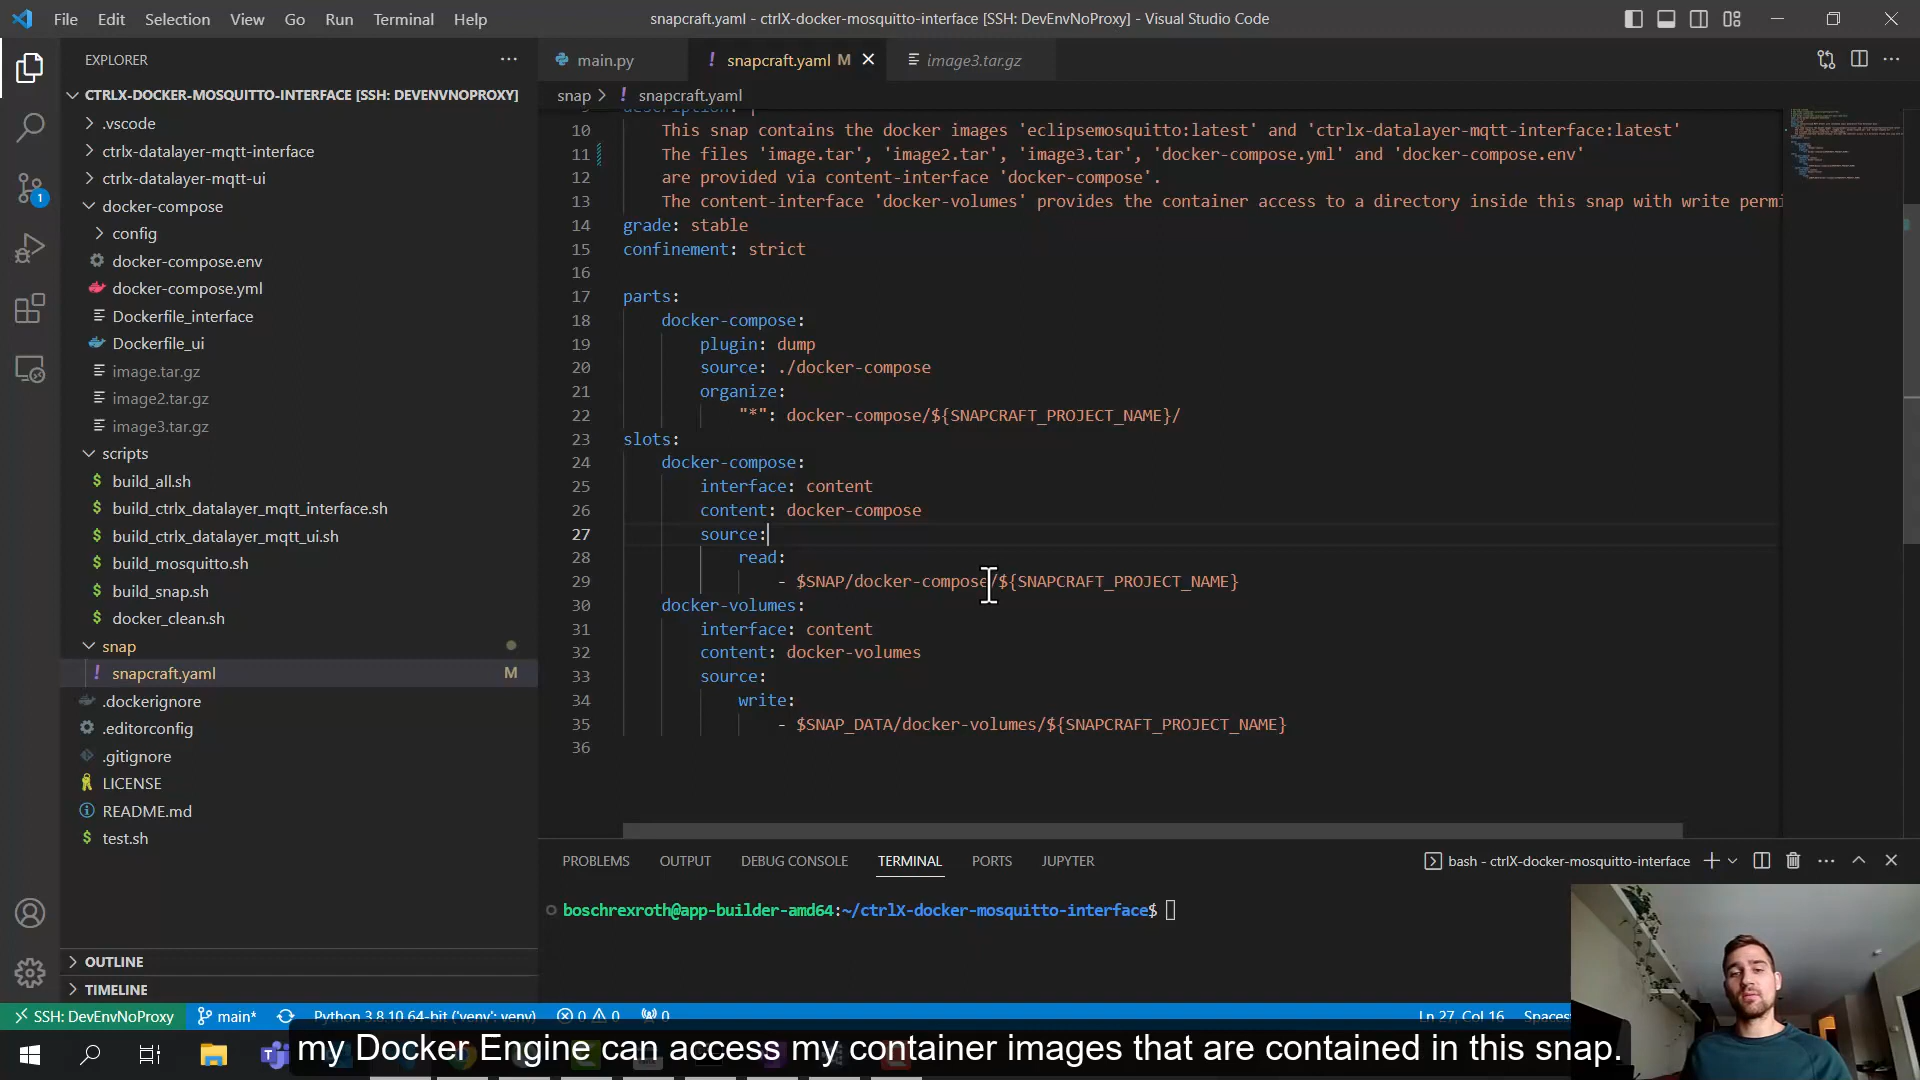 File Edit Selection View Go Run Terminal Help
snapcraft.yaml - ctrlX-docker-mosquitto-interface [SSH: DevEnvNoProxy] - Visual Studio Code
EXPLORER
CTRLX-DOCKER-MOSQUITTO-INTERFACE [SSH: DEVENVNOPROXY]
.vscode
ctrlx-datalayer-mqtt-interface
ctrlx-datalayer-mqtt-ui
docker-compose
config
docker-compose.env
docker-compose.yml
Dockerfile_interface
Dockerfile_ui
image.tar.gz
image2.tar.gz
image3.tar.gz
scripts
build_all.sh
build_ctrlx_datalayer_mqtt_interface.sh
build_ctrlx_datalayer_mqtt_ui.sh
build_mosquitto.sh
build_snap.sh
docker_clean.sh
snap
snapcraft.yaml M
.dockerignore
.editorconfig
.gitignore
LICENSE
README.md
test.sh
OUTLINE
TIMELINE
1
main.py
snapcraft.yaml M
image3.tar.gz
snap > snapcraft.yaml
description: |
10 This snap contains the docker images 'eclipsemosquitto:latest' and 'ctrlx-datalayer-mqtt-interface:latest'
11 The files 'image.tar', 'image2.tar', 'image3.tar', 'docker-compose.yml' and 'docker-compose.env'
12 are provided via content-interface 'docker-compose'.
13 The content-interface 'docker-volumes' provides the container access to a directory inside this snap with write permi
14 grade: stable
15 confinement: strict
16
17 parts:
18 docker-compose:
19 plugin: dump
20 source: ./docker-compose
21 organize:
22 "*": docker-compose/${SNAPCRAFT_PROJECT_NAME}/
23 slots:
24 docker-compose:
25 interface: content
26 content: docker-compose
27 source:
28 read:
29 - $SNAP/docker-compose/${SNAPCRAFT_PROJECT_NAME}
30 docker-volumes:
31 interface: content
32 content: docker-volumes
33 source:
34 write:
35 - $SNAP_DATA/docker-volumes/${SNAPCRAFT_PROJECT_NAME}
36
PROBLEMS OUTPUT DEBUG CONSOLE TERMINAL PORTS JUPYTER
bash - ctrlX-docker-mosquitto-interface
boschrexroth@app-builder-amd64:~/ctrlX-docker-mosquitto-interface$
SSH: DevEnvNoProxy main* Python 3.8.10 64-bit ('venv': venv) 0 0 0 Ln 27, Col 16
my Docker Engine can access my container images that are contained in this snap.